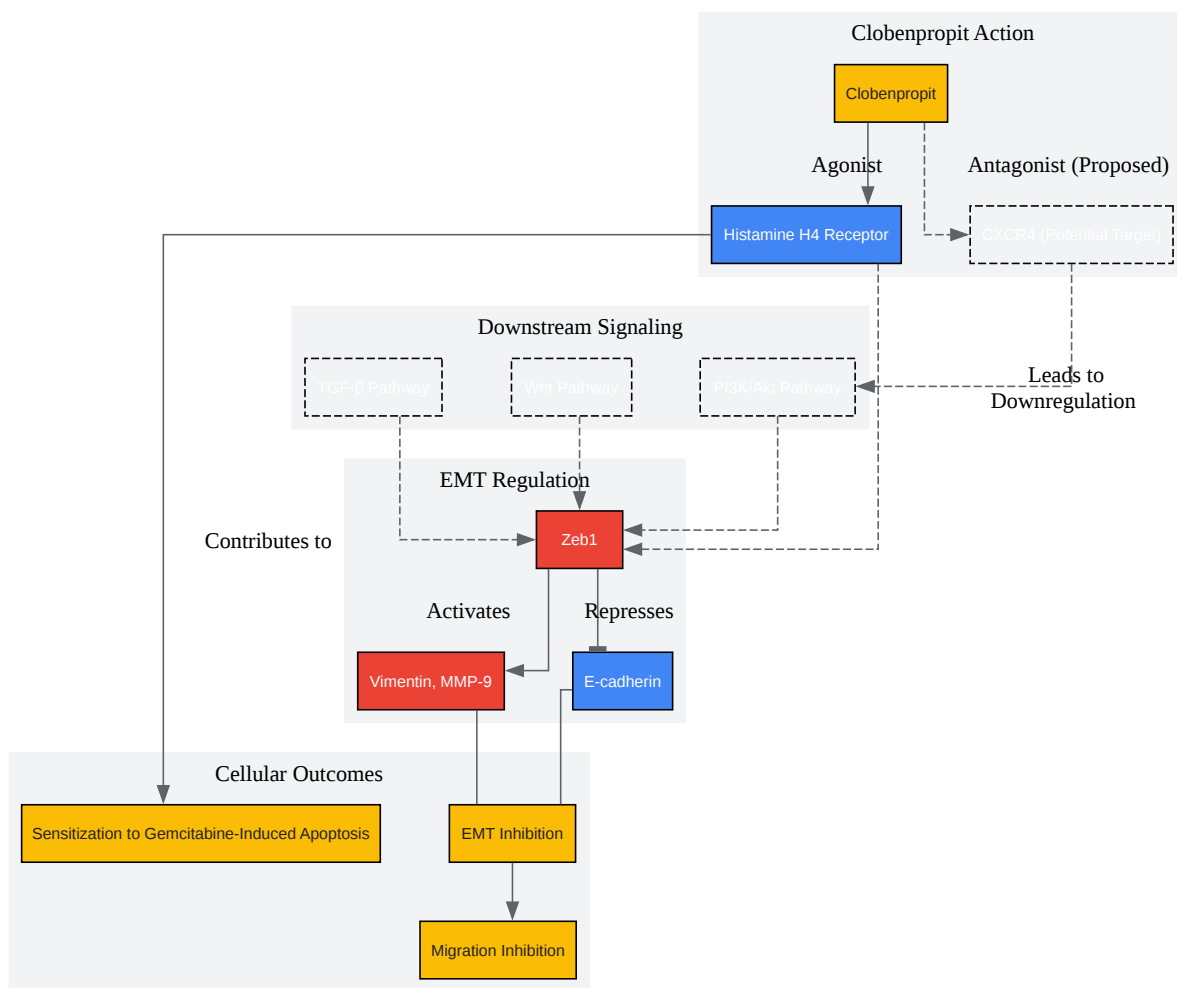 Clobenpropit Action
Clobenpropit
Agonist
Antagonist (Proposed)
Histamine H4 Receptor
CXCR4 (Potential Target)
Downstream Signaling
TGF-β Pathway
Wnt Pathway
PI3K/Akt Pathway
Leads to
Downregulation
EMT Regulation
Contributes to
Zeb1
Activates
Represses
Vimentin, MMP-9
E-cadherin
Cellular Outcomes
Sensitization to Gemcitabine-Induced Apoptosis
EMT Inhibition
Migration Inhibition